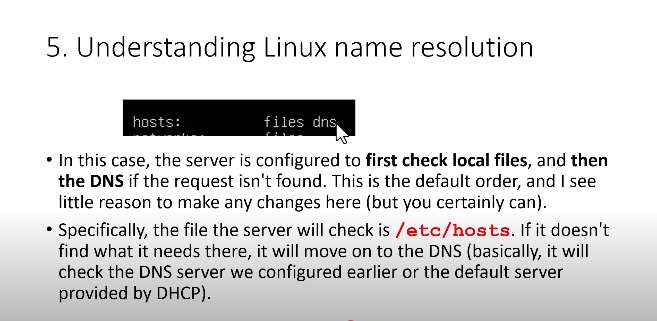 5. Understanding Linux name resolution
hosts: files dns
• In this case, the server is configured to first check local files, and then
the DNS if the request isn't found. This is the default order, and I see
little reason to make any changes here (but you certainly can).
• Specifically, the file the server will check is /etc/hosts. If it doesn't
find what it needs there, it will move on to the DNS (basically, it will
check the DNS server we configured earlier or the default server
provided by DHCP).